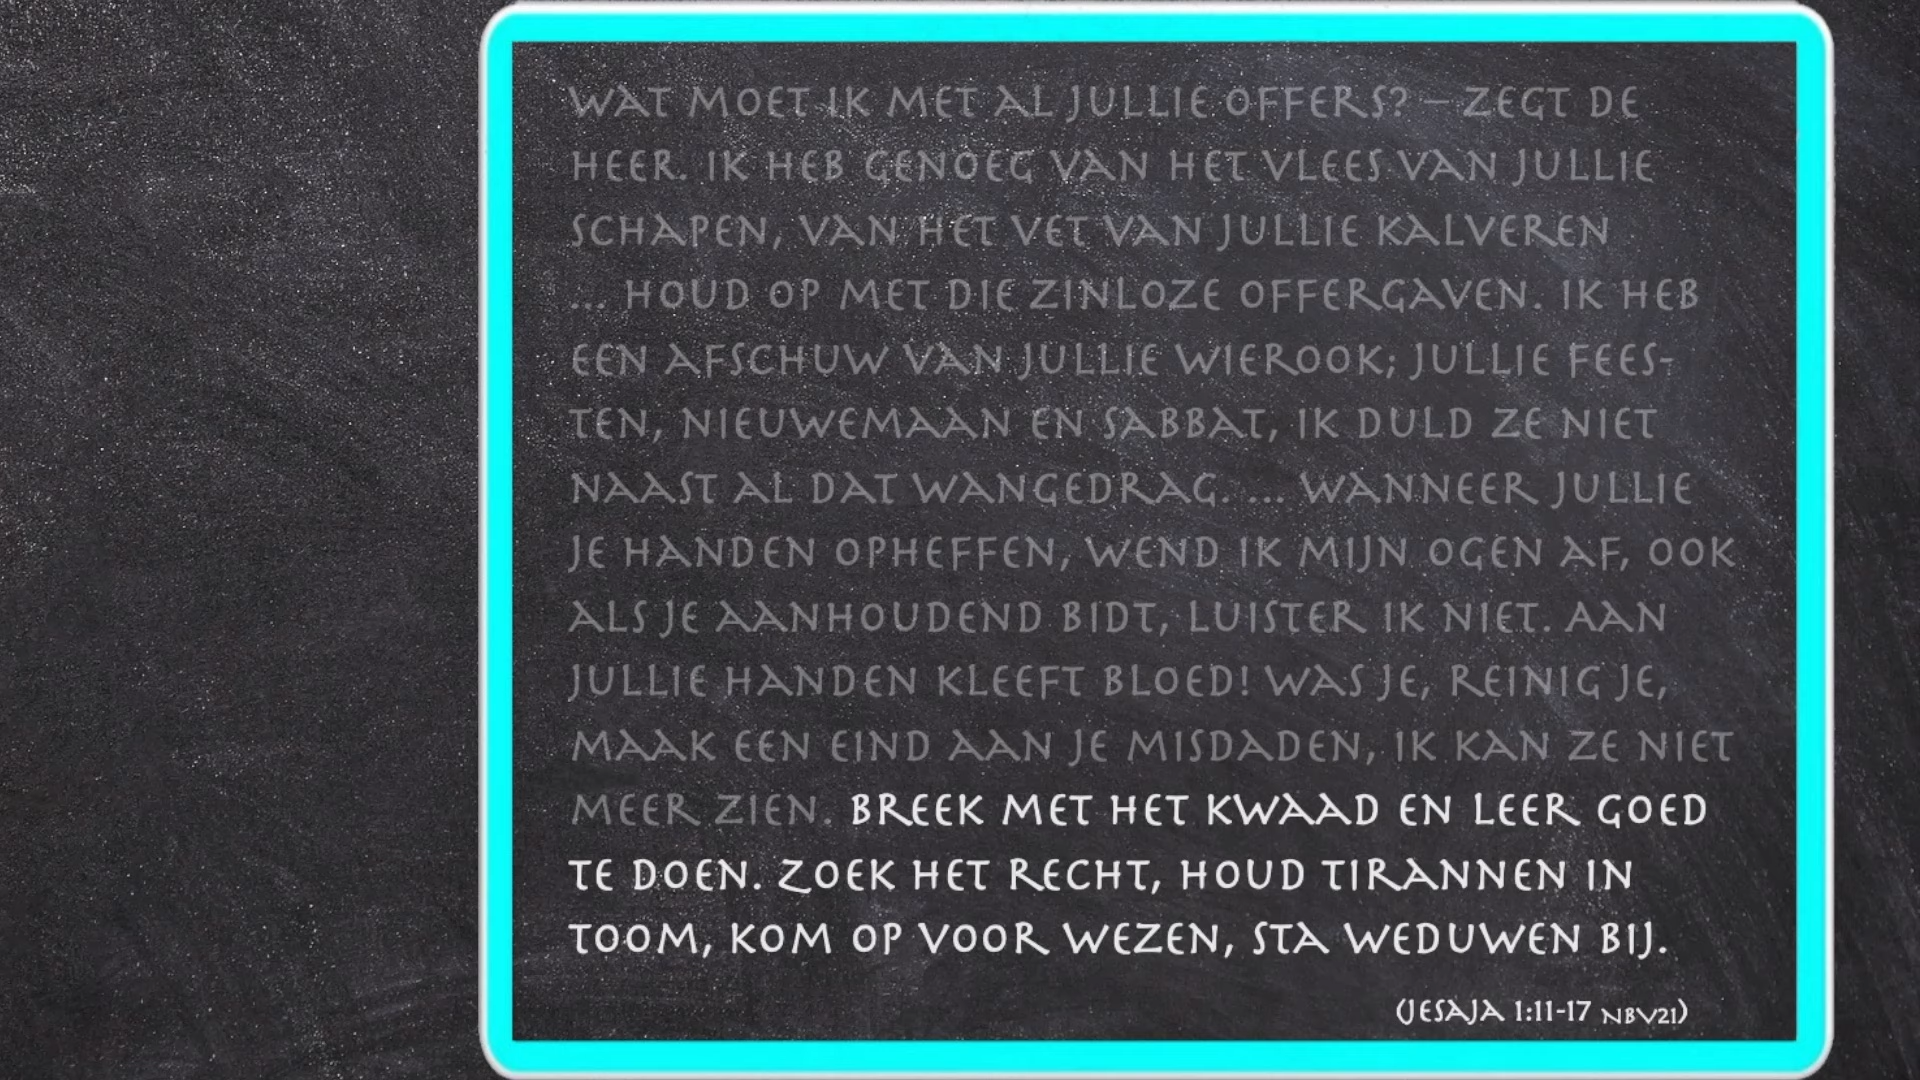 WAT MOET IK MET AL JULLIE OFFERS? – ZEGT DE
HEER. IK HEB GENOEG VAN HET VLEES VAN JULLIE
SCHAPEN, VAN HET VET VAN JULLIE KALVEREN
... HOUD OP MET DIE ZINLOZE OFFERGAVEN. IK HEB
EEN AFSCHUW VAN JULLIE WIEROOK; JULLIE FEES-
TEN, NIEUWEMAAN EN SABBAT, IK DULD ZE NIET
NAAST AL DAT WANGEDRAG. ... WANNEER JULLIE
JE HANDEN OPHEFFEN, WEND IK MIJN OGEN AF, OOK
ALS JE AANHOUDEND BIDT, LUISTER IK NIET. AAN
JULLIE HANDEN KLEEFT BLOED! WAS JE, REINIG JE,
MAAK EEN EIND AAN JE MISDADEN, IK KAN ZE NIET
MEER ZIEN. BREEK MET HET KWAAD EN LEER GOED
TE DOEN. ZOEK HET RECHT, HOUD TIRANNEN IN
TOOM, KOM OP VOOR WEZEN, STA WEDUWEN BIJ.
(JESAJA 1:11-17 NBV21)